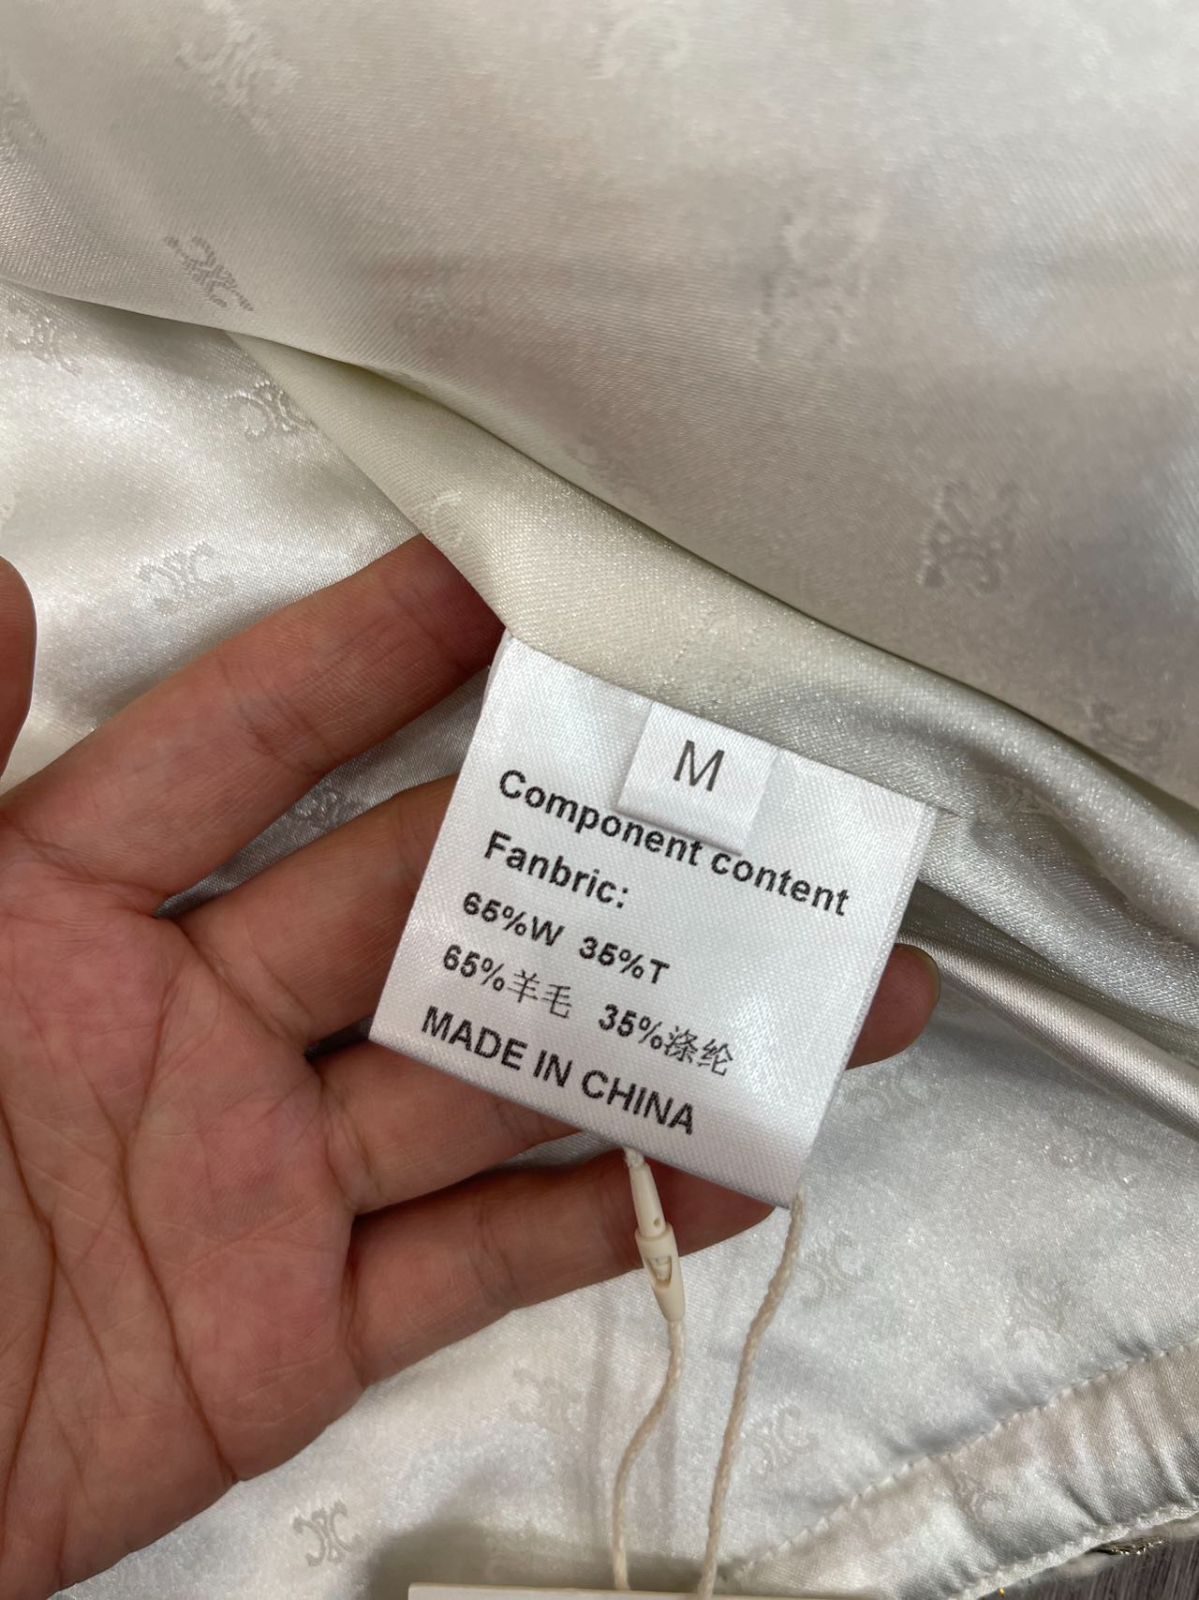 M
Component content
Fanbric:
65%W 35%T
65%羊毛 35%涤纶
MADE IN CHINA